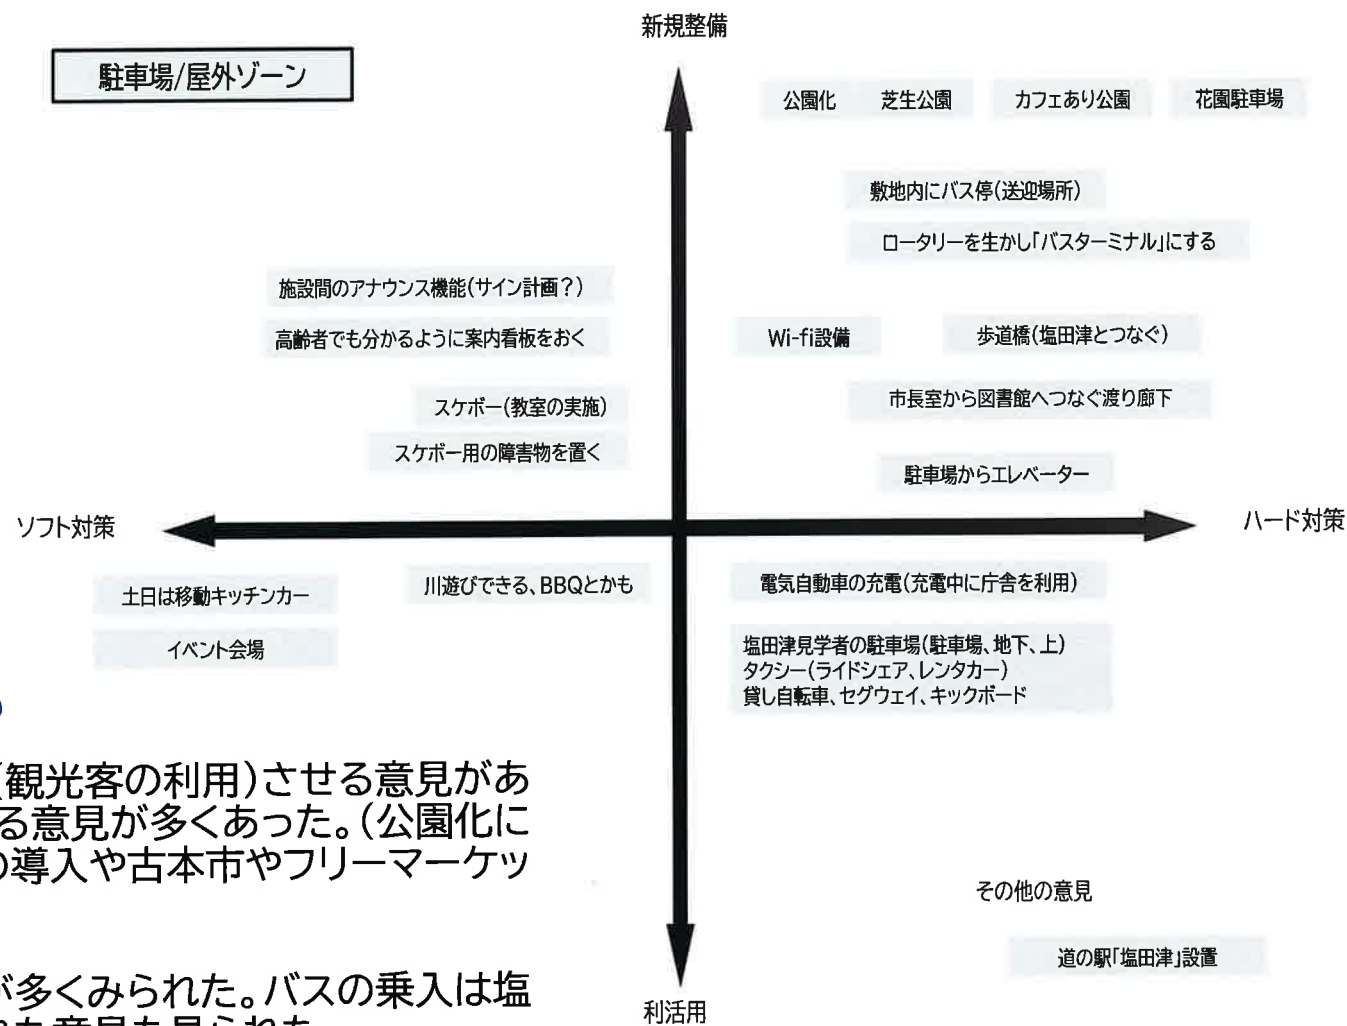 新規整備
駐車場/屋外ゾーン
公園化
芝生公園
カフェあり公園
花園駐車場
敷地内にバス停(送迎場所)
ロータリーを生かし「バスターミナル」にする
施設間のアナウンス機能(サイン計画？)
高齢者でも分かるように案内看板をおく
Wi-fi設備
歩道橋(塩田津とつなぐ)
スケボー(教室の実施)
市長室から図書館へつなぐ渡り廊下
スケボー用の障害物を置く
駐車場からエレベーター
ソフト対策
ハード対策
土日は移動キッチンカー
川遊びできる、BBQとかも
電気自動車の充電(充電中に庁舎を利用)
イベント会場
塩田津見学者の駐車場(駐車場、地下、上)
タクシー(ライドシェア、レンタカー)
貸し自転車、セグウェイ、キックボード
(観光客の利用)させる意見があ
る意見が多くあった。(公園化に
の導入や古本市やフリーマーケッ
その他の意見
道の駅「塩田津」設置
が多くみられた。バスの乗入は塩
利活用